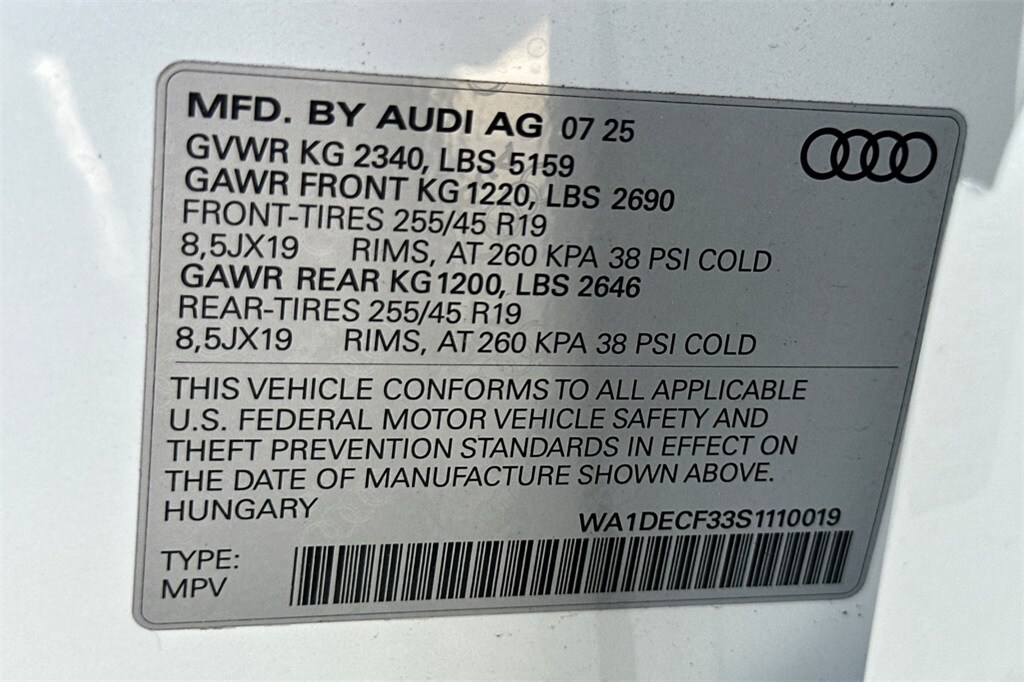 MFD. BY AUDI AG 07 25
GVWR KG 2340, LBS 5159
GAWR FRONT KG 1220, LBS 2690
FRONT-TIRES 255/45 R19
8,5JX19 RIMS, AT 260 KPA 38 PSI COLD
GAWR REAR KG 1200, LBS 2646
REAR-TIRES 255/45 R19
8,5JX19 RIMS, AT 260 KPA 38 PSI COLD
THIS VEHICLE CONFORMS TO ALL APPLICABLE
U.S. FEDERAL MOTOR VEHICLE SAFETY AND
THEFT PREVENTION STANDARDS IN EFFECT ON
THE DATE OF MANUFACTURE SHOWN ABOVE.
HUNGARY
WA1DECF33S1110019
TYPE:
MPV